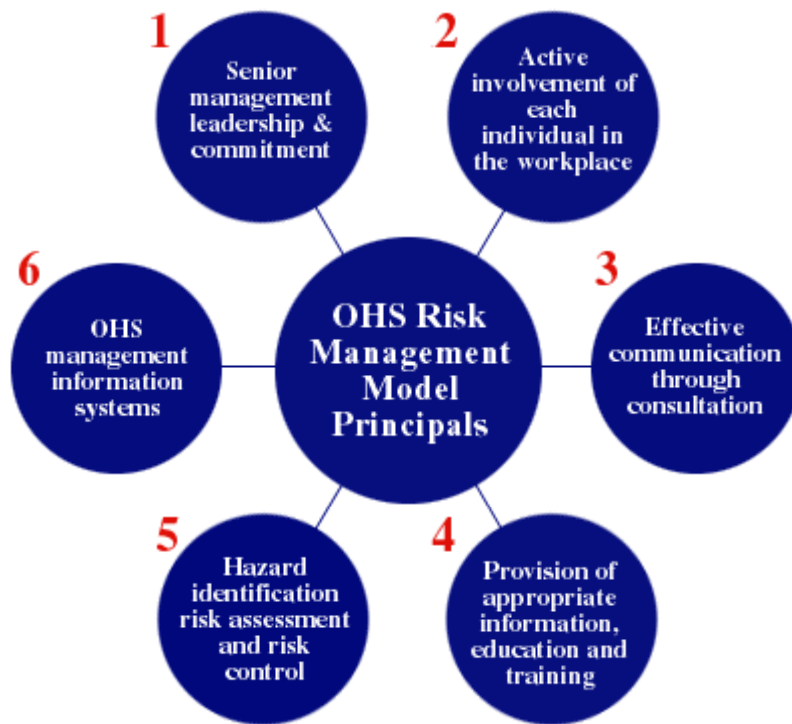 1
Senior
management
leadership &
commitment
2
Active
involvement of
each
individual in
the workplace
6
OHS
management
information
systems
OHS Risk
Management
Model
Principals
3
Effective
communication
through
consultation
5
Hazard
identification
risk assessment
and risk
control
4
Provision of
appropriate
information,
education and
training